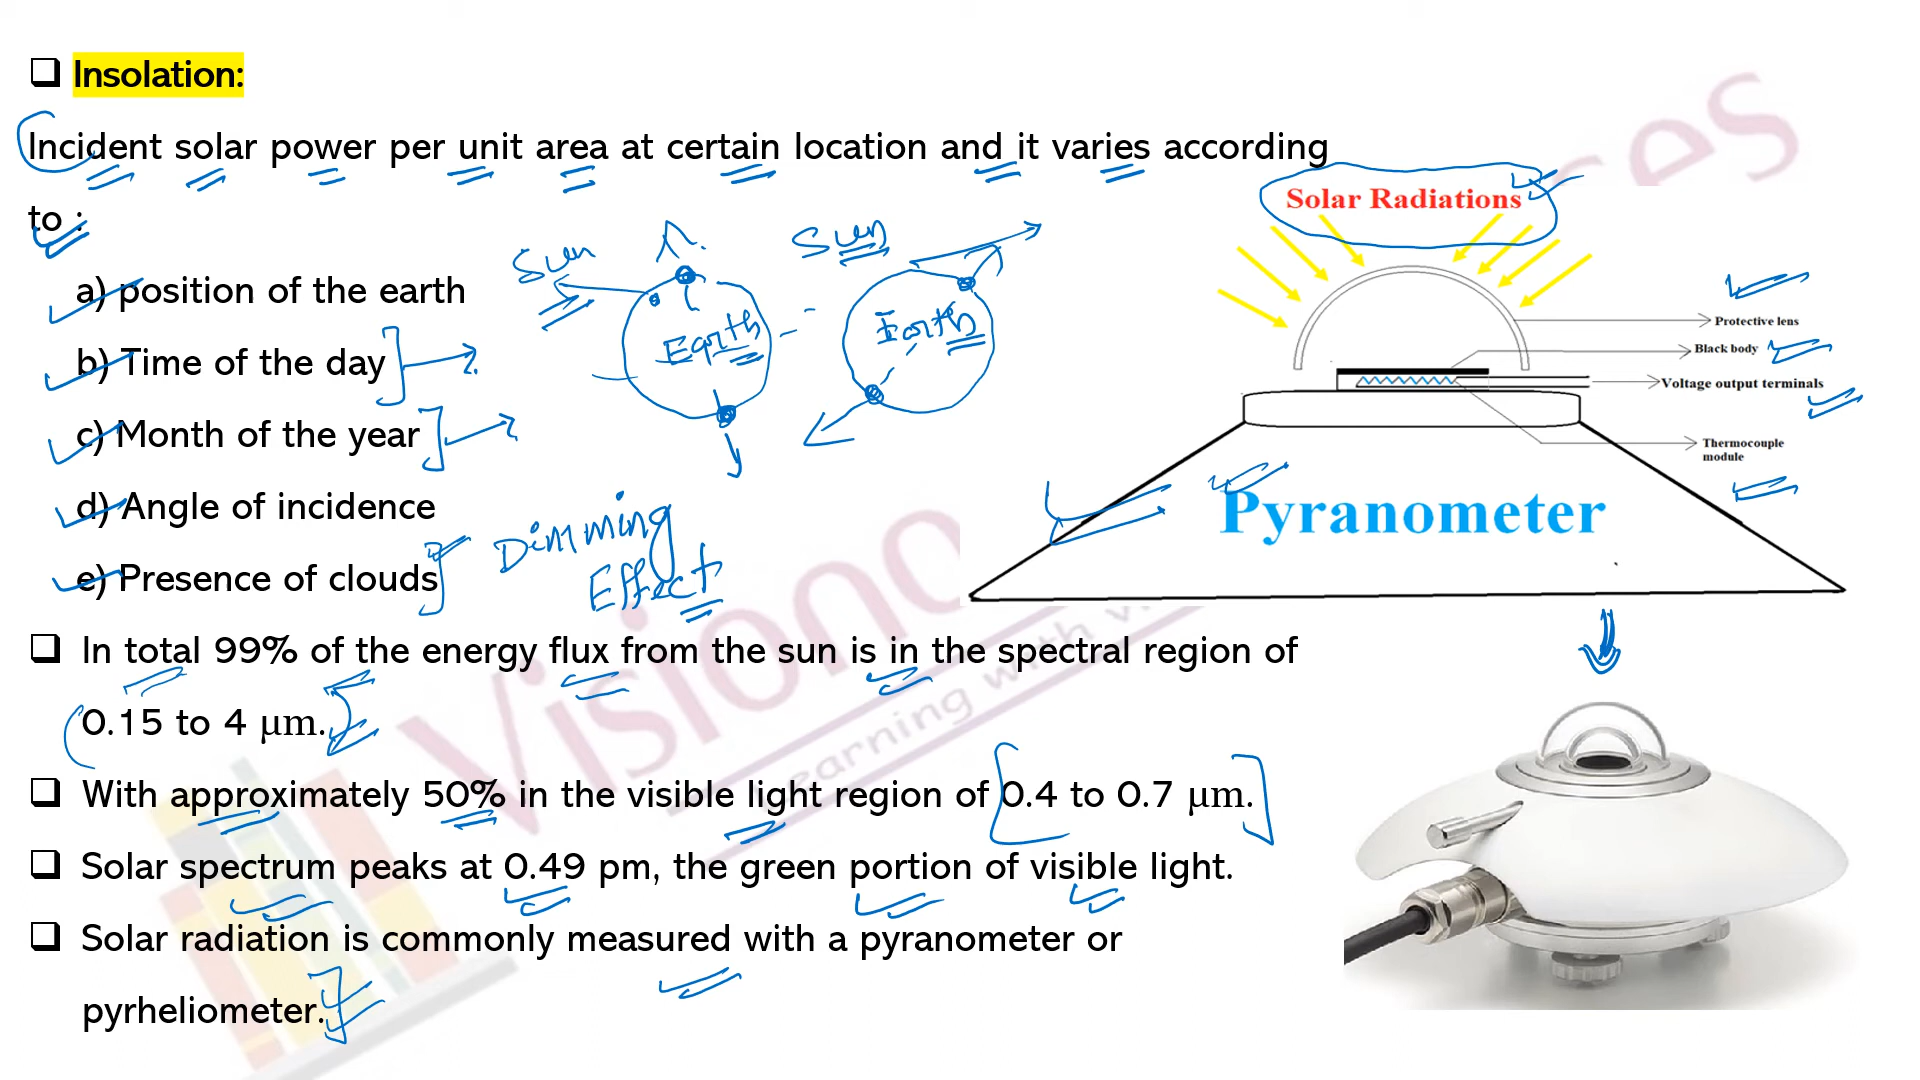 Insolation:
Incident solar power per unit area at certain location and it varies according
to :
a) position of the earth
b) Time of the day
c) Month of the year
d) Angle of incidence
e) Presence of clouds
Dimming
Effect
Sun
Earth
Sun
Earth
Solar Radiations
Protective lens
Black body
Voltage output terminals
Thermocouple
module
Pyranometer
In total 99% of the energy flux from the sun is in the spectral region of
0.15 to 4 μm.
With approximately 50% in the visible light region of 0.4 to 0.7 μm.
Solar spectrum peaks at 0.49 pm, the green portion of visible light.
Solar radiation is commonly measured with a pyranometer or
pyrheliometer.